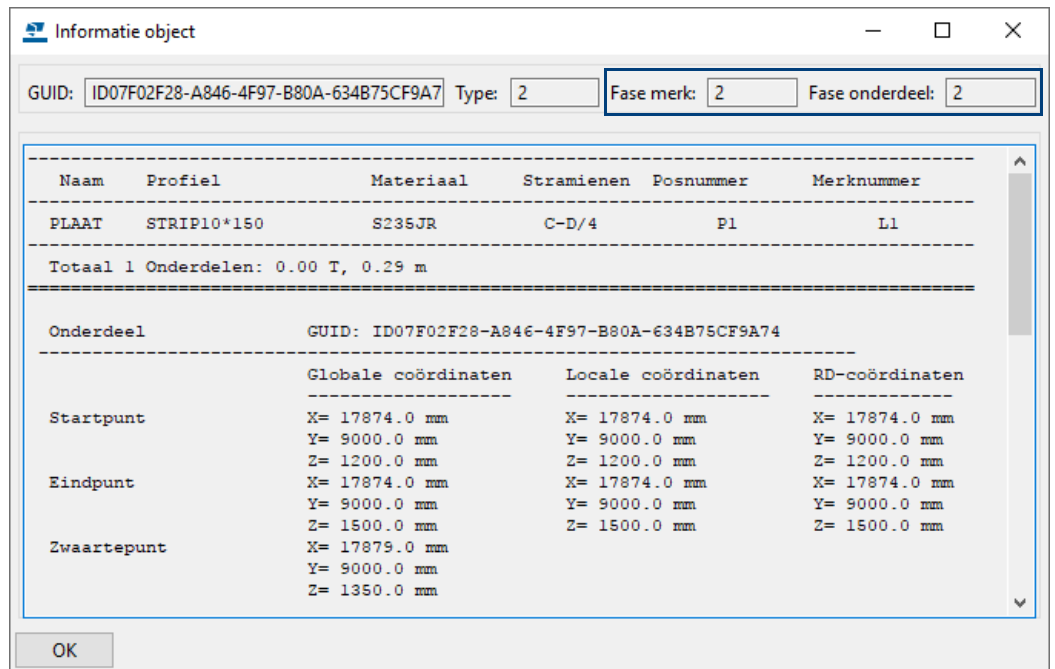 Informatie object
GUID: ID07F02F28-A846-4F97-B80A-634B75CF9A7 Type: 2 Fase merk: 2 Fase onderdeel: 2
Naam Profiel Materiaal Stramienen Posnummer Merknummer
PLAAT STRIP10*150 S235JR C-D/4 P1 L1
Totaal 1 Onderdelen: 0.00 T, 0.29 m
Onderdeel GUID: ID07F02F28-A846-4F97-B80A-634B75CF9A74
Globale coördinaten Locale coördinaten RD-coördinaten
Startpunt X= 17874.0 mm X= 17874.0 mm X= 17874.0 mm
Y= 9000.0 mm Y= 9000.0 mm Y= 9000.0 mm
Z= 1200.0 mm Z= 1200.0 mm Z= 1200.0 mm
Eindpunt X= 17874.0 mm X= 17874.0 mm X= 17874.0 mm
Y= 9000.0 mm Y= 9000.0 mm Y= 9000.0 mm
Z= 1500.0 mm Z= 1500.0 mm Z= 1500.0 mm
Zwaartepunt X= 17879.0 mm
Y= 9000.0 mm
Z= 1350.0 mm
OK